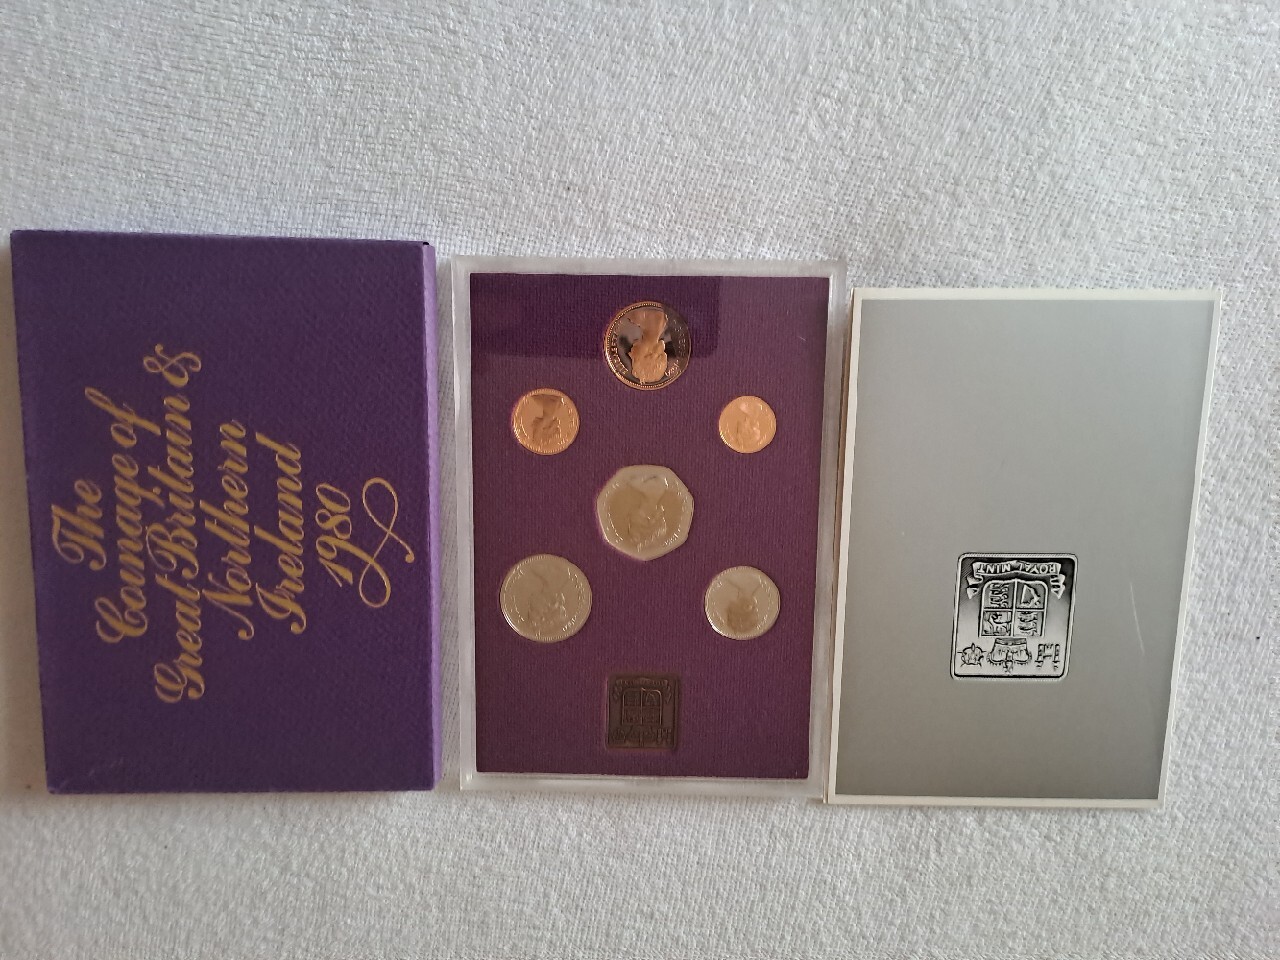 The
Coinage of
Great Britain &
Northern
Ireland
1980
ROYAL MINT